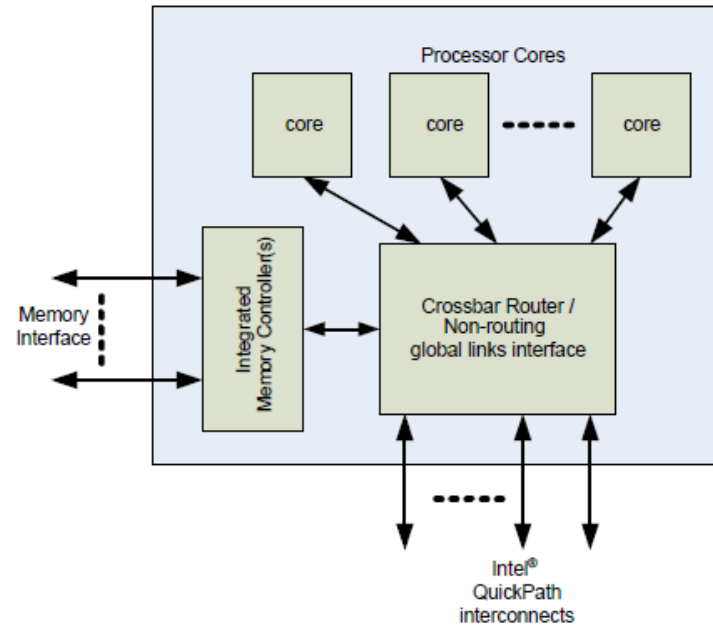 Processor Cores
core
core
core
Integrated
Memory Controller(s)
Crossbar Router /
Non-routing
global links interface
Memory
Interface
Intel®
QuickPath
interconnects